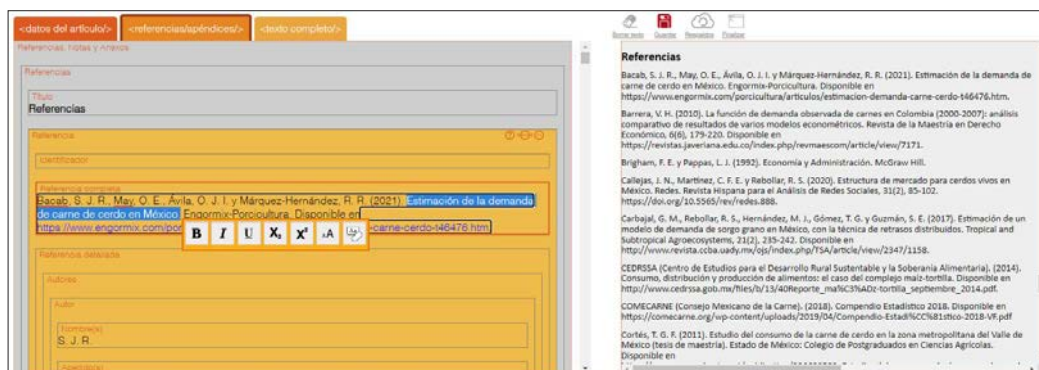 <datos del artículo/>
<referencias/apéndices/>
<texto completo/>
Referencias, Notas y Anexos
Referencias
Título
Referencias
Referencia
Identificador
Referencia completa
Bacab, S. J. R., May, O. E., Ávila, O. J. I. y Márquez-Hernández, R. R. (2021). Estimación de la demanda
de carne de cerdo en México. Engormix-Porcicultura. Disponible en
https://www.engormix.com/por -carne-cerdo-t46476.htm.
B I U X₂ X² AA
Referencia detallada
Autores
Autor
Nombre(s)
S. J. R.
Apellido(s)
Borrar texto Guardar Respaldos Finalizar
Referencias
Bacab, S. J. R., May, O. E., Ávila, O. J. I. y Márquez-Hernández, R. R. (2021). Estimación de la demanda de
carne de cerdo en México. Engormix-Porcicultura. Disponible en
https://www.engormix.com/porcicultura/articulos/estimacion-demanda-carne-cerdo-t46476.htm.
Barrera, V. H. (2010). La función de demanda observada de carnes en Colombia (2000-2007): análisis
comparativo de resultados de varios modelos econométricos. Revista de la Maestría en Derecho
Económico, 6(6), 179-220. Disponible en
https://revistas.javeriana.edu.co/index.php/revmaescom/article/view/7171.
Brigham, F. E. y Pappas, L. J. (1992). Economía y Administración. McGraw Hill.
Callejas, J. N., Martínez, C. F. E. y Rebollar, R. S. (2020). Estructura de mercado para cerdos vivos en
México. Redes. Revista Hispana para el Análisis de Redes Sociales, 31(2), 85-102.
https://doi.org/10.5565/rev/redes.888.
Carbajal, G. M., Rebollar, R. S., Hernández, M. J., Gómez, T. G. y Guzmán, S. E. (2017). Estimación de un
modelo de demanda de sorgo grano en México, con la técnica de retrasos distribuidos. Tropical and
Subtropical Agroecosystems, 21(2), 235-242. Disponible en
http://www.revista.ccba.uady.mx/ojs/index.php/TSA/article/view/2347/1158.
CEDRSSA (Centro de Estudios para el Desarrollo Rural Sustentable y la Soberanía Alimentaria). (2014).
Consumo, distribución y producción de alimentos: el caso del complejo maíz-tortilla. Disponible en
http://www.cedrssa.gob.mx/files/b/13/40Reporte_ma%C3%ADz-tortilla_septiembre_2014.pdf.
COMECARNE (Consejo Mexicano de la Carne). (2018). Compendio Estadístico 2018. Disponible en
https://comecarne.org/wp-content/uploads/2019/04/Compendio-Estadi%CC%81stico-2018-VF.pdf
Cortés, T. G. F. (2011). Estudio del consumo de la carne de cerdo en la zona metropolitana del Valle de
México (tesis de maestría). Estado de México: Colegio de Postgraduados en Ciencias Agrícolas.
Disponible en